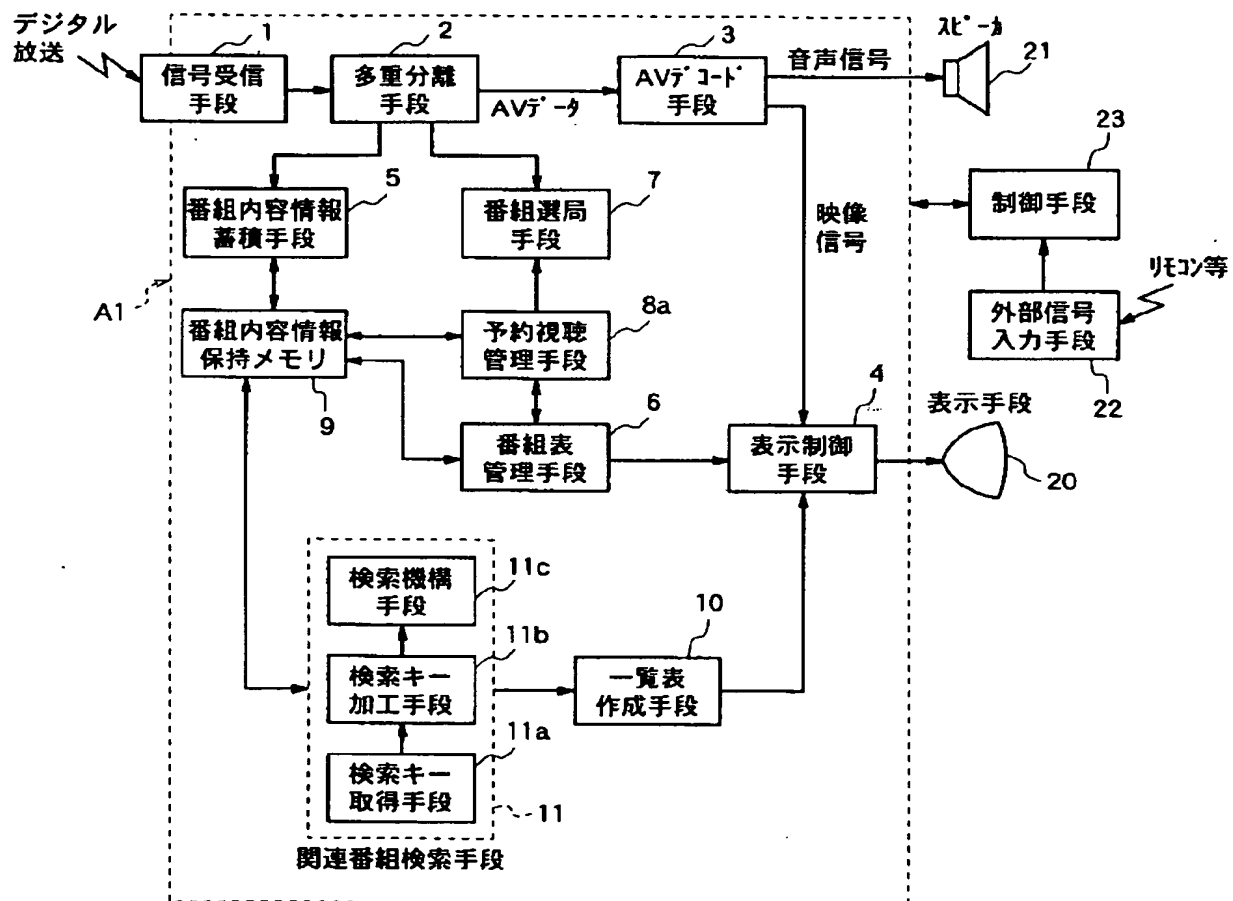 デジタル
放送
1
信号受信
手段
2
多重分離
手段
AVデータ
3
AVデコード
手段
音声信号
スピーカ
21
5
番組内容情報
蓄積手段
7
番組選局
手段
映像
信号
23
制御手段
リモコン等
外部信号
入力手段
22
A1
番組内容情報
保持メモリ
9
8a
予約視聴
管理手段
6
番組表
管理手段
4
表示制御
手段
表示手段
20
検索機構
手段
11c
検索キー
加工手段
11b
検索キー
取得手段
11a
11
関連番組検索手段
10
一覧表
作成手段